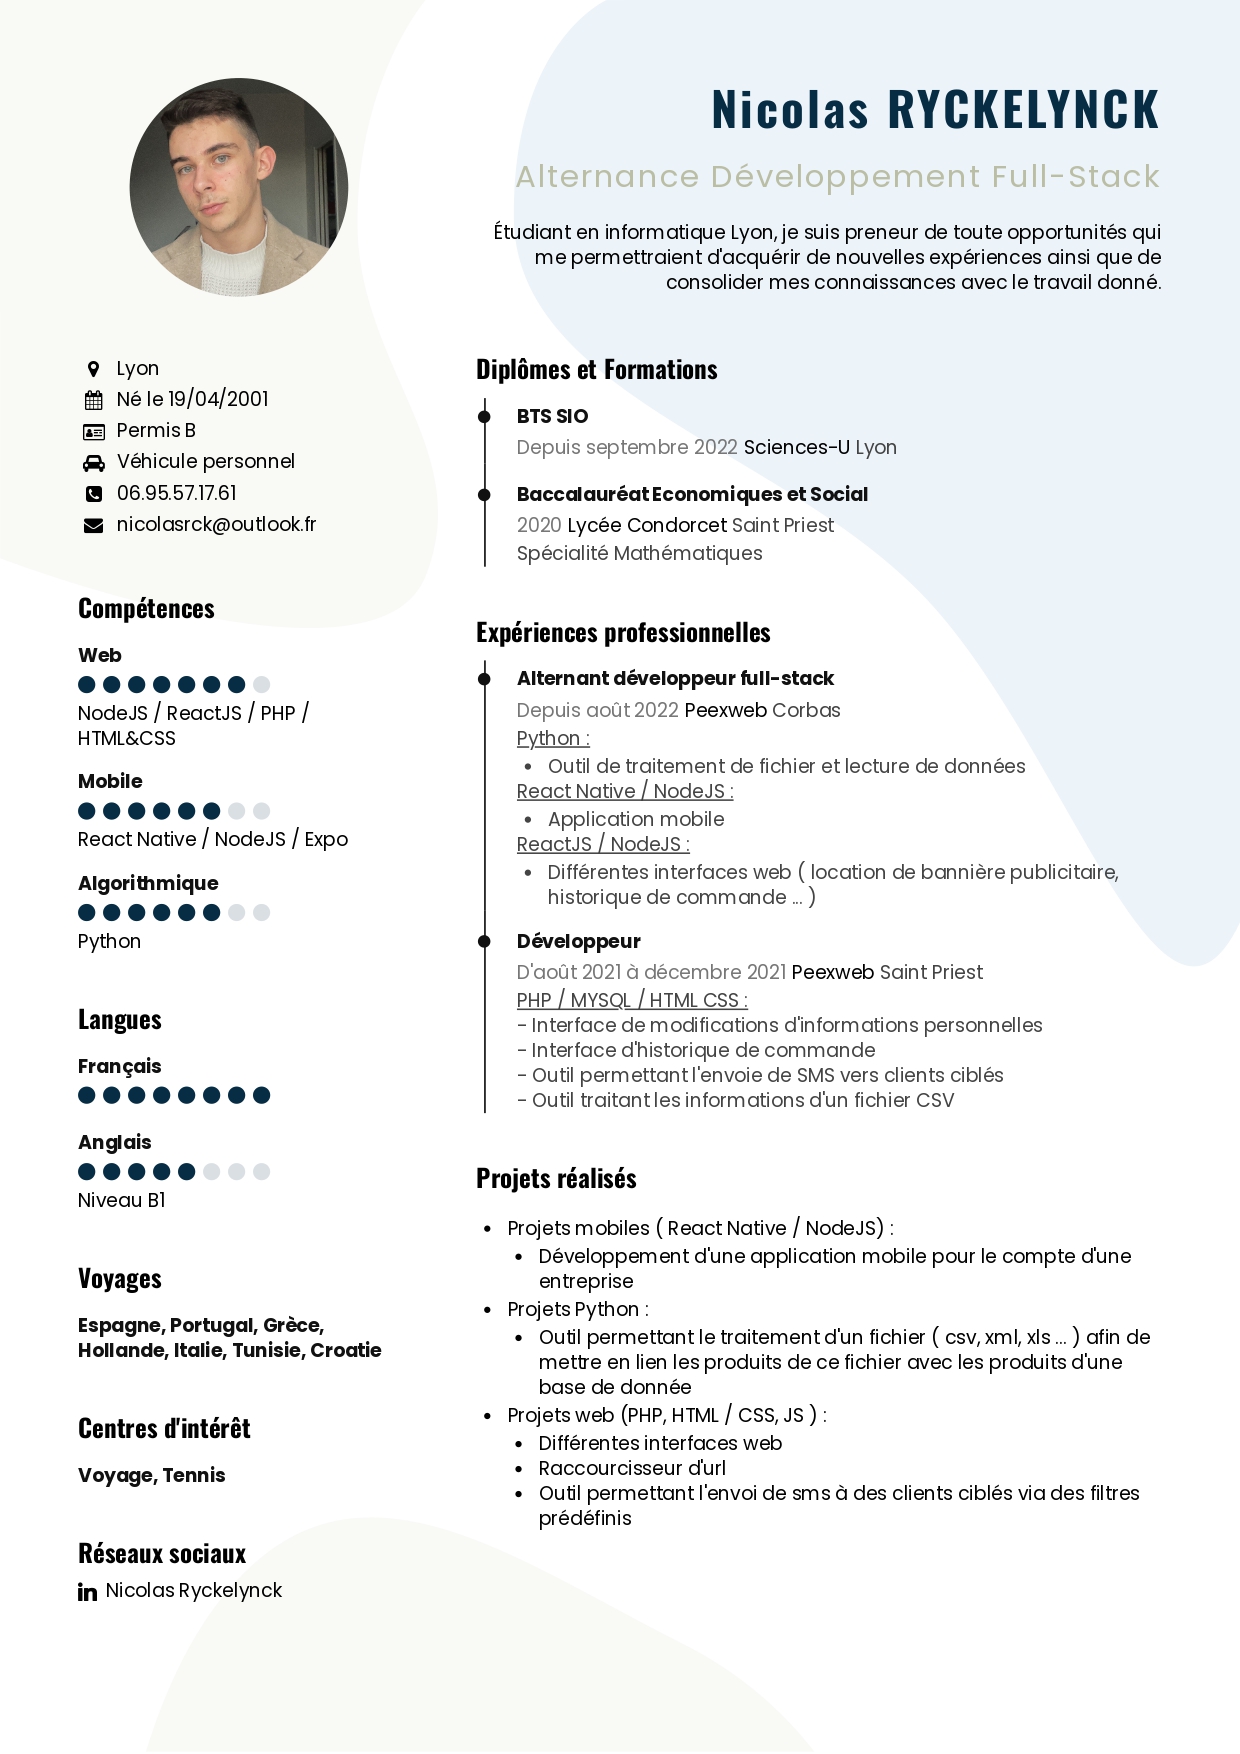 Nicolas RYCKELYNCK
Alternance Développement Full-Stack
Étudiant en informatique Lyon, je suis preneur de toute opportunités qui
me permettraient d'acquérir de nouvelles expériences ainsi que de
consolider mes connaissances avec le travail donné.
Lyon
Né le 19/04/2001
Permis B
Véhicule personnel
06.95.57.17.61
nicolasrck@outlook.fr
Compétences
Web
NodeJS / ReactJS / PHP /
HTML&CSS
Mobile
React Native / NodeJS / Expo
Algorithmique
Python
Langues
Français
Anglais
Niveau B1
Voyages
Espagne, Portugal, Grèce,
Hollande, Italie, Tunisie, Croatie
Centres d'intérêt
Voyage, Tennis
Réseaux sociaux
in Nicolas Ryckelynck
Diplômes et Formations
BTS SIO
Depuis septembre 2022 Sciences-U Lyon
Baccalauréat Economiques et Social
2020 Lycée Condorcet Saint Priest
Spécialité Mathématiques
Expériences professionnelles
Alternant développeur full-stack
Depuis août 2022 Peexweb Corbas
Python :
• Outil de traitement de fichier et lecture de données
React Native / NodeJS :
• Application mobile
ReactJS / NodeJS :
• Différentes interfaces web ( location de bannière publicitaire,
historique de commande ... )
Développeur
D'août 2021 à décembre 2021 Peexweb Saint Priest
PHP / MYSQL / HTML CSS :
- Interface de modifications d'informations personnelles
- Interface d'historique de commande
- Outil permettant l'envoie de SMS vers clients ciblés
- Outil traitant les informations d'un fichier CSV
Projets réalisés
• Projets mobiles ( React Native / NodeJS) :
• Développement d'une application mobile pour le compte d'une
entreprise
• Projets Python :
• Outil permettant le traitement d'un fichier ( csv, xml, xls ... ) afin de
mettre en lien les produits de ce fichier avec les produits d'une
base de donnée
• Projets web (PHP, HTML / CSS, JS ) :
• Différentes interfaces web
• Raccourcisseur d'url
• Outil permettant l'envoi de sms à des clients ciblés via des filtres
prédéfinis